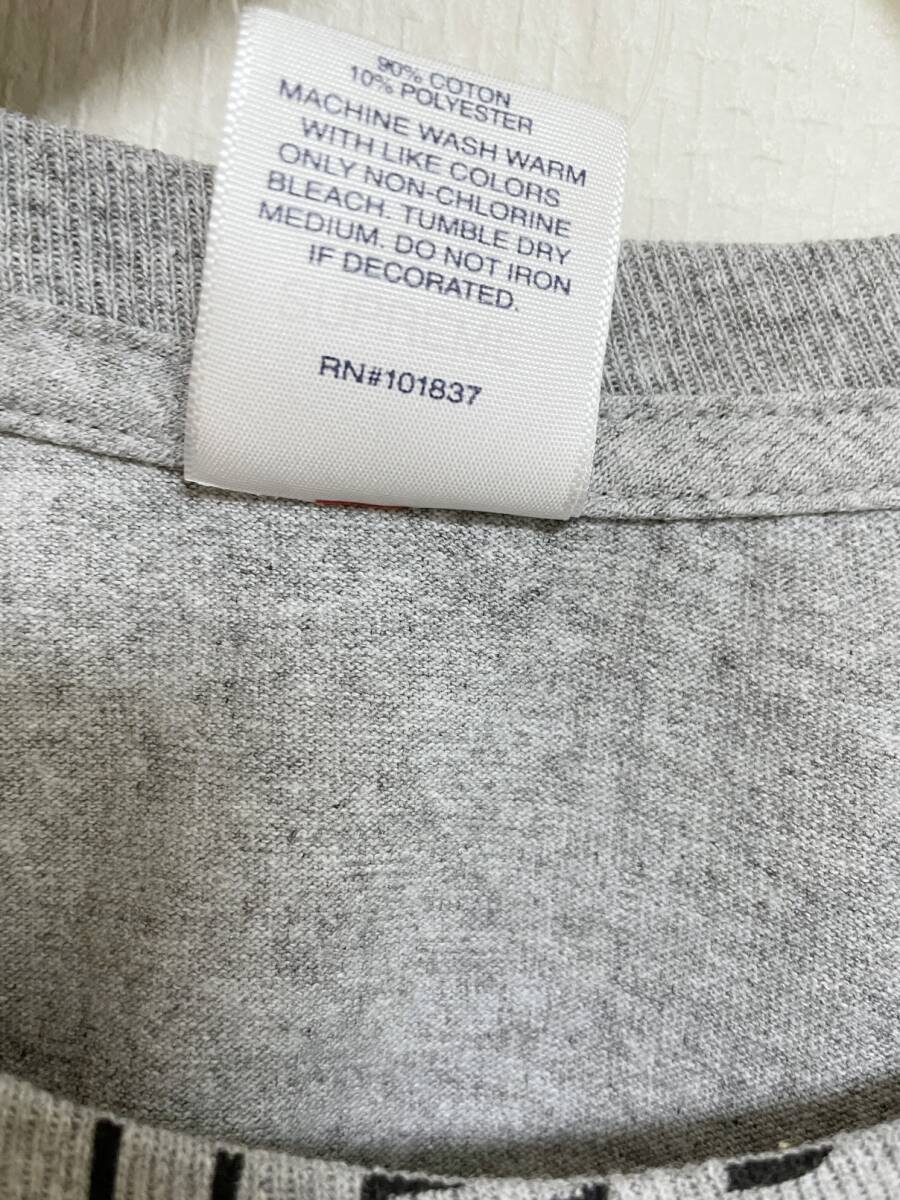 90% COTON
10% POLYESTER
MACHINE WASH WARM
WITH LIKE COLORS
ONLY NON-CHLORINE
BLEACH. TUMBLE DRY
MEDIUM. DO NOT IRON
IF DECORATED.
RN#101837